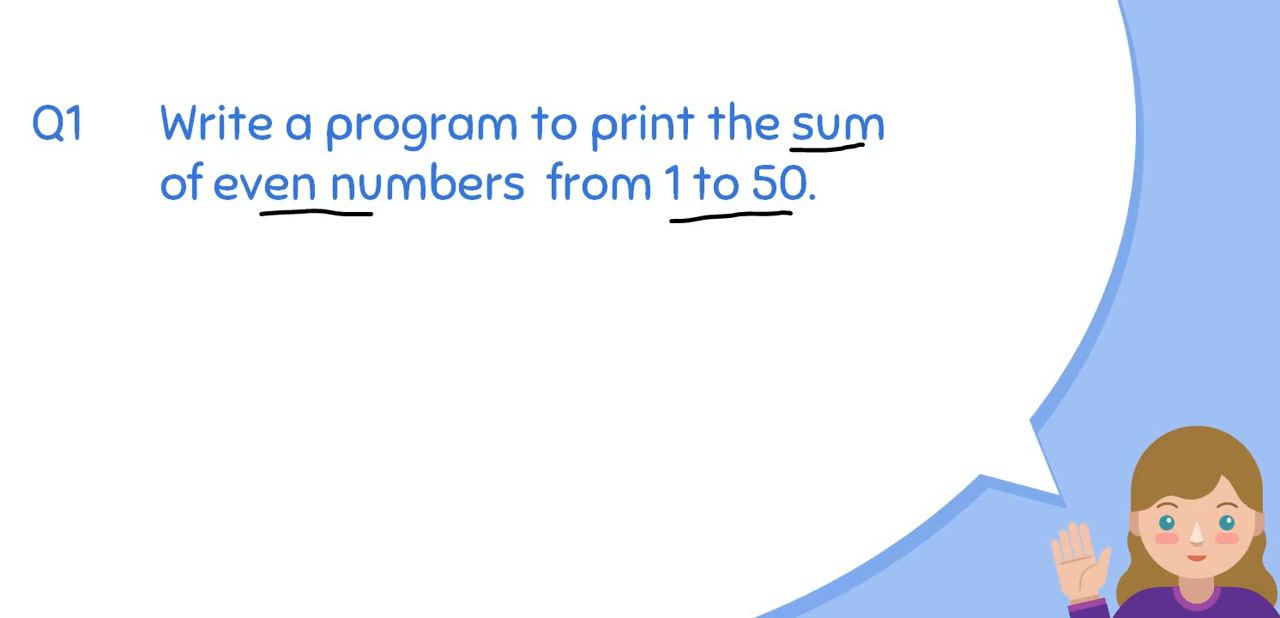 Q1 Write a program to print the sum
of even numbers from 1 to 50.